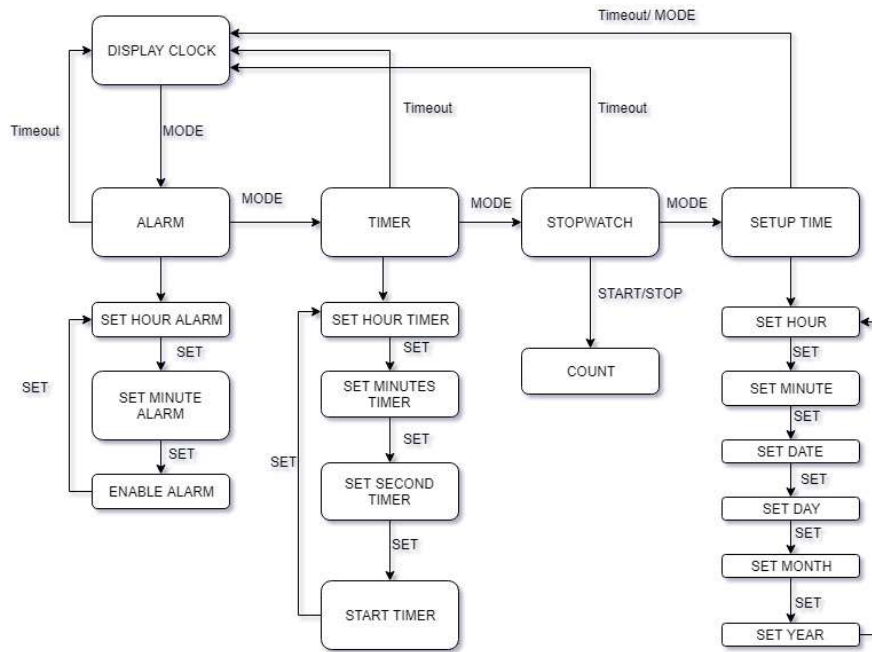 Timeout/ MODE
DISPLAY CLOCK
Timeout
MODE
Timeout
Timeout
ALARM
MODE
TIMER
MODE
STOPWATCH
MODE
SETUP TIME
START/STOP
SET HOUR ALARM
SET HOUR TIMER
SET HOUR
SET
SET
SET
COUNT
SET
SET MINUTE
ALARM
SET MINUTES
TIMER
SET MINUTE
SET
SET
SET
SET
SET DATE
SET
SET
ENABLE ALARM
SET SECOND
TIMER
SET DAY
SET
SET
SET MONTH
SET
START TIMER
SET YEAR